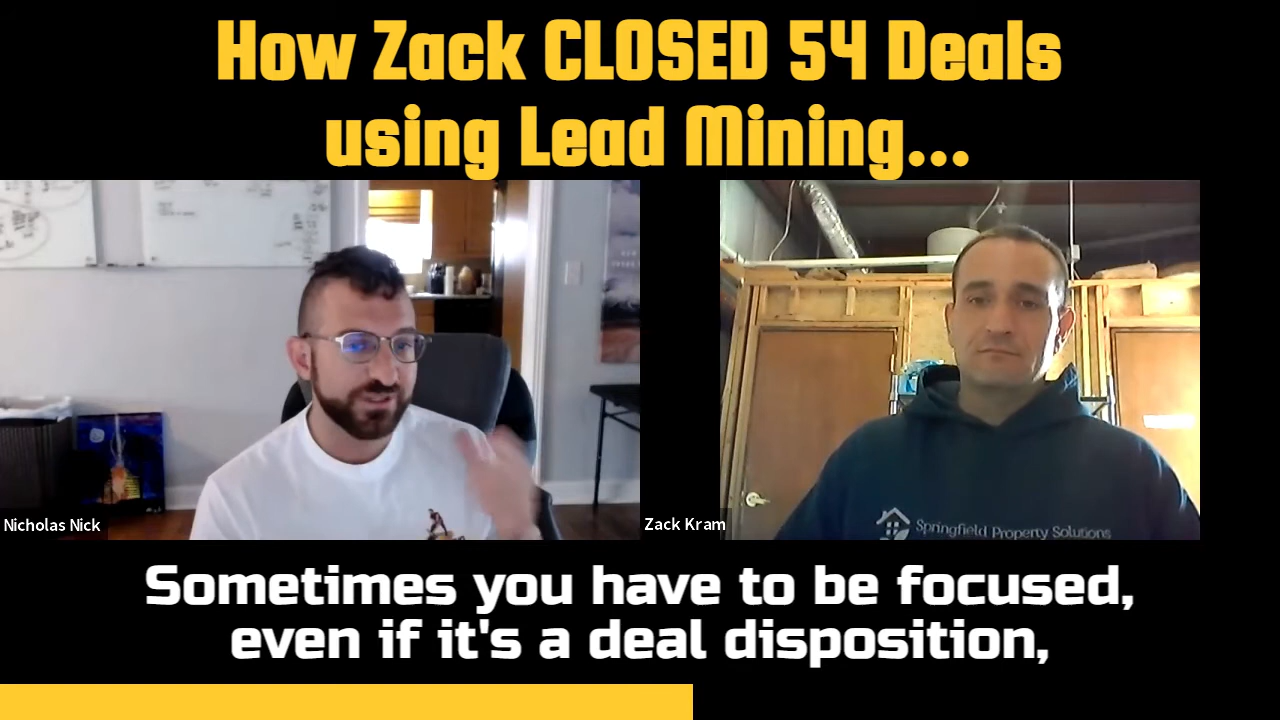 How Zack CLOSED 54 Deals
using Lead Mining...
Nicholas Nick
Zack Kram
Springfield Property Solutions
Sometimes you have to be focused,
even if it's a deal disposition,